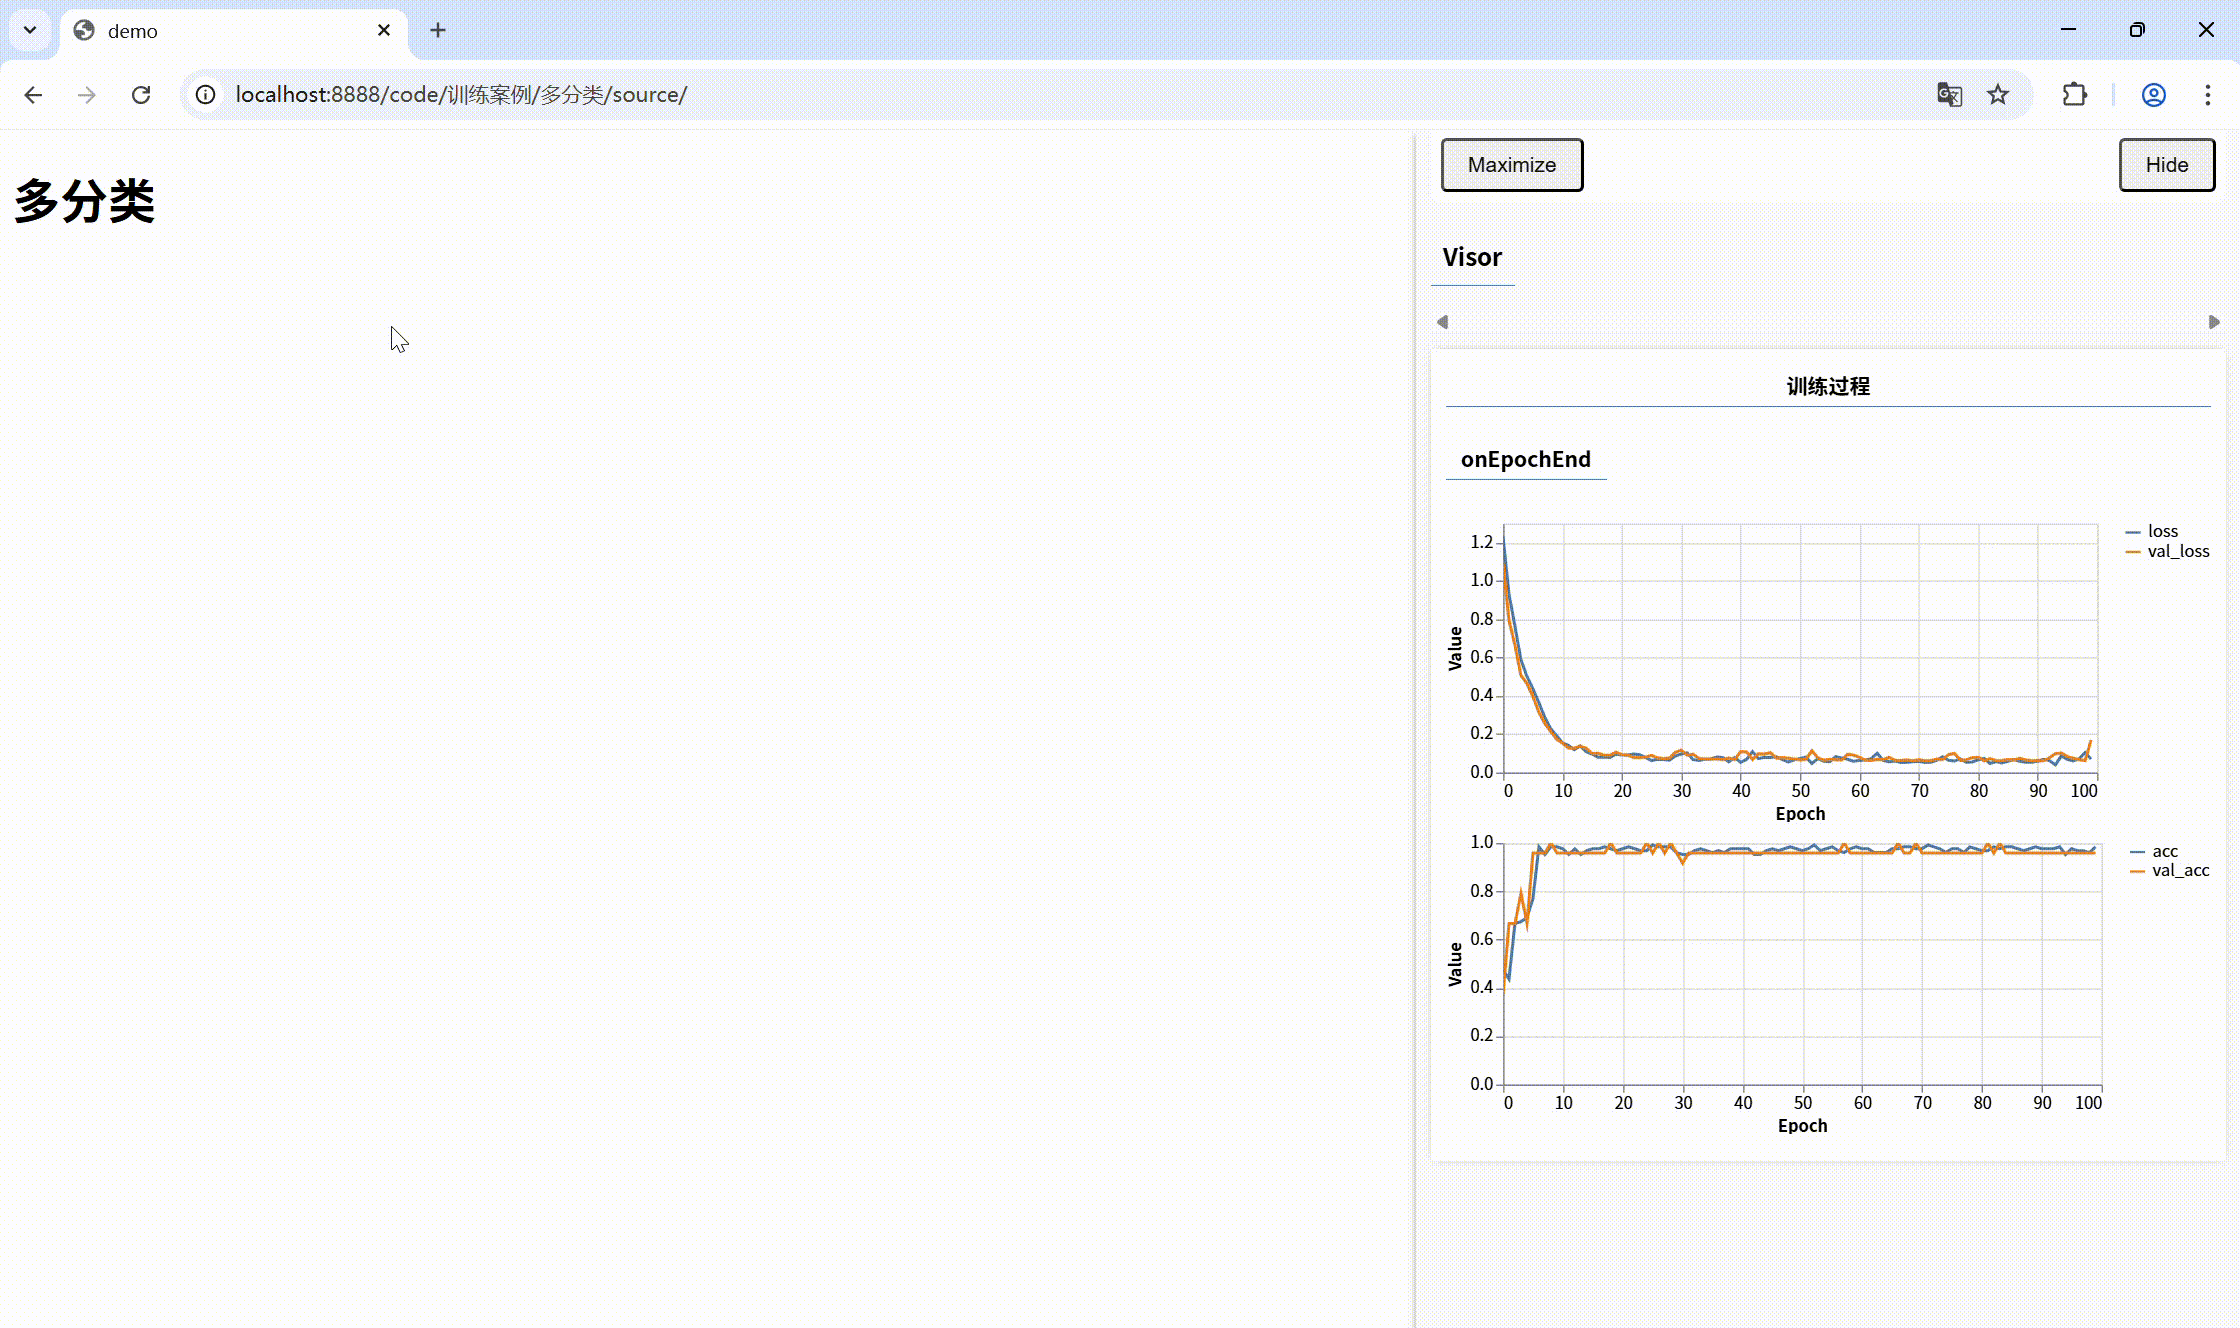 demo
localhost:8888/code/训练案例/多分类/source/
多分类
Maximize
Hide
Visor
训练过程
onEpochEnd
loss
val_loss
1.2
1.0
0.8
0.6
0.4
0.2
0.0
Value
0 10 20 30 40 50 60 70 80 90 100
Epoch
acc
val_acc
1.0
0.8
0.6
0.4
0.2
0.0
Value
0 10 20 30 40 50 60 70 80 90 100
Epoch